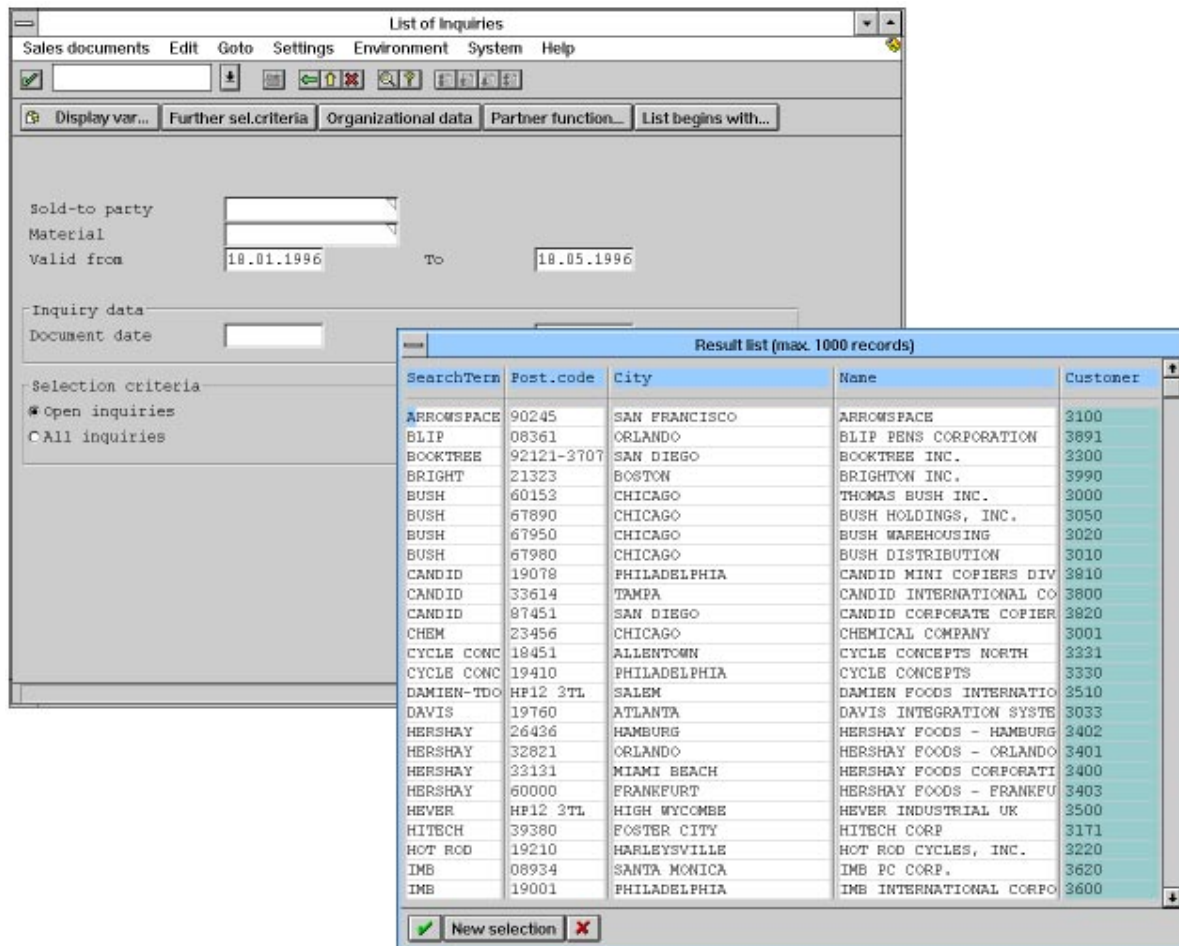 List of Inquiries
Sales documents Edit Goto Settings Environment System Help
Display var... Further sel.criteria Organizational data Partner function... List begins with...
Sold-to party
Material
Valid from 18.01.1996 To 18.05.1996
Inquiry data
Document date
Selection criteria
Open inquiries
All inquiries
Result list (max. 1000 records)
SearchTerm Post.code City Name Customer
ARROWSPACE 90245 SAN FRANCISCO ARROWSPACE 3100
BLIP 08361 ORLANDO BLIP PENS CORPORATION 3891
BOOKTREE 92121-3707 SAN DIEGO BOOKTREE INC. 3300
BRIGHT 21323 BOSTON BRIGHTON INC. 3990
BUSH 60153 CHICAGO THOMAS BUSH INC. 3000
BUSH 67890 CHICAGO BUSH HOLDINGS, INC. 3050
BUSH 67950 CHICAGO BUSH WAREHOUSING 3020
BUSH 67980 CHICAGO BUSH DISTRIBUTION 3010
CANDID 19078 PHILADELPHIA CANDID MINI COPIERS DIV 3810
CANDID 33614 TAMPA CANDID INTERNATIONAL CO 3800
CANDID 87451 SAN DIEGO CANDID CORPORATE COPIER 3820
CHEM 23456 CHICAGO CHEMICAL COMPANY 3001
CYCLE CONC 18451 ALLENTOWN CYCLE CONCEPTS NORTH 3331
CYCLE CONC 19410 PHILADELPHIA CYCLE CONCEPTS 3330
DAMIEN-TDO HP12 3TL SALEM DAMIEN FOODS INTERNATIO 3510
DAVIS 19760 ATLANTA DAVIS INTEGRATION SYSTE 3033
HERSHAY 26436 HAMBURG HERSHAY FOODS - HAMBURG 3402
HERSHAY 32821 ORLANDO HERSHAY FOODS - ORLANDO 3401
HERSHAY 33131 MIAMI BEACH HERSHAY FOODS CORPORATI 3400
HERSHAY 60000 FRANKFURT HERSHAY FOODS - FRANKFU 3403
HEVER HP12 3TL HIGH WYCOMBE HEVER INDUSTRIAL UK 3500
HITECH 39380 FOSTER CITY HITECH CORP 3171
HOT ROD 19210 HARLEYSVILLE HOT ROD CYCLES, INC. 3220
IMB 08934 SANTA MONICA IMB PC CORP. 3620
IMB 19001 PHILADELPHIA IMB INTERNATIONAL CORPO 3600
New selection